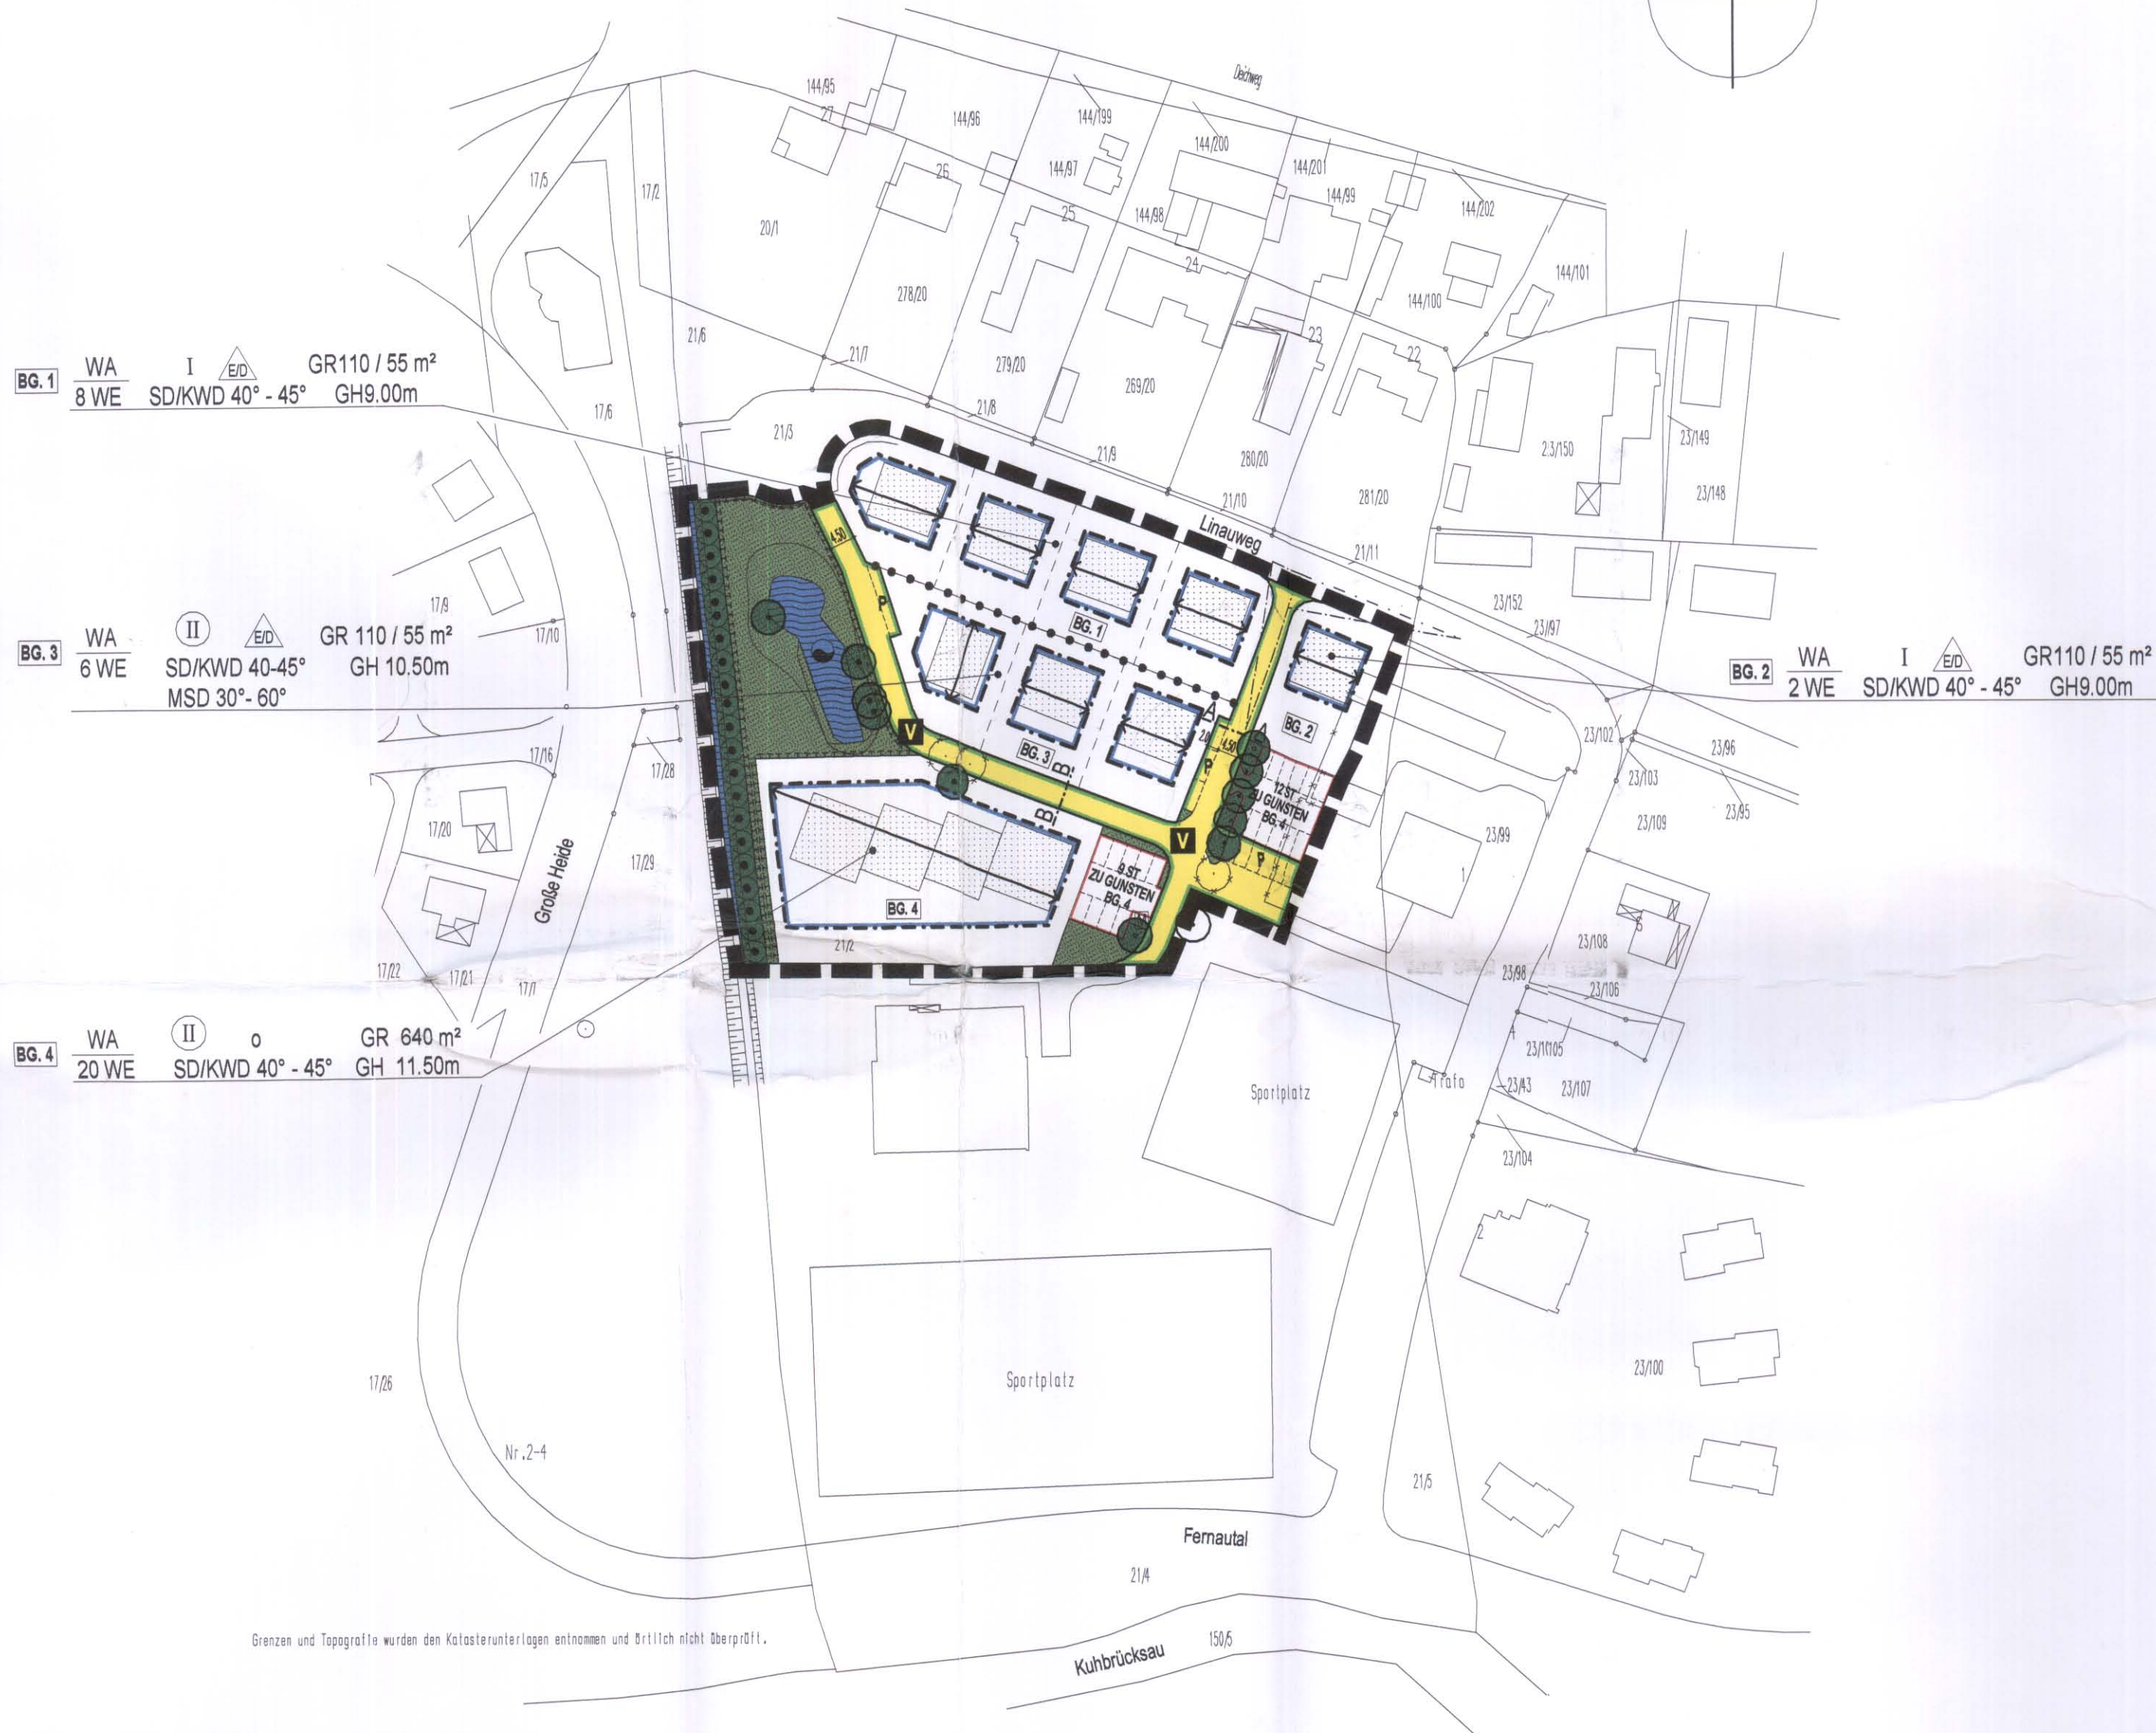 Deichweg
144/95
27
144/96
144/199
144/200
144/97
144/201
144/99
144/202
26
25
144/98
24
144/101
144/100
17/5
17/2
20/1
278/20
279/20
269/20
23
22
21/6
21/7
21/8
21/3
21/9
280/20
21/10
281/20
21/11
17/6
23/150
23/149
23/148
BG. 1
WA I E/D GR110 / 55 m²
8 WE SD/KWD 40° - 45° GH9.00m
Linauweg
4.50
P
BG. 1
23/152
23/97
17/9
17/10
BG. 3
WA II E/D GR 110 / 55 m²
6 WE SD/KWD 40-45° GH 10.50m
MSD 30°- 60°
BG. 2
WA I E/D GR110 / 55 m²
2 WE SD/KWD 40° - 45° GH9.00m
V
A
A
BG. 2
BG. 3
B'
B
4.50
P
12 ST
ZU GUNSTEN
BG. 4
V
P
9 ST
ZU GUNSTEN
BG. 4
BG. 4
21/2
23/102
23/96
23/103
23/95
23/109
23/99
1
17/16
17/28
17/20
17/29
Große Heide
17/22
17/21
17/1
23/108
5
23/98
23/106
4
23/105
23/43
23/107
23/104
BG. 4
WA II o GR 640 m²
20 WE SD/KWD 40° - 45° GH 11.50m
Sportplatz
Trafo
2
Sportplatz
23/100
17/26
Nr.2-4
21/5
Fernautal
21/4
Grenzen und Topografie wurden den Katasterunterlagen entnommen und örtlich nicht überprüft.
Kuhbrücksau
150/5